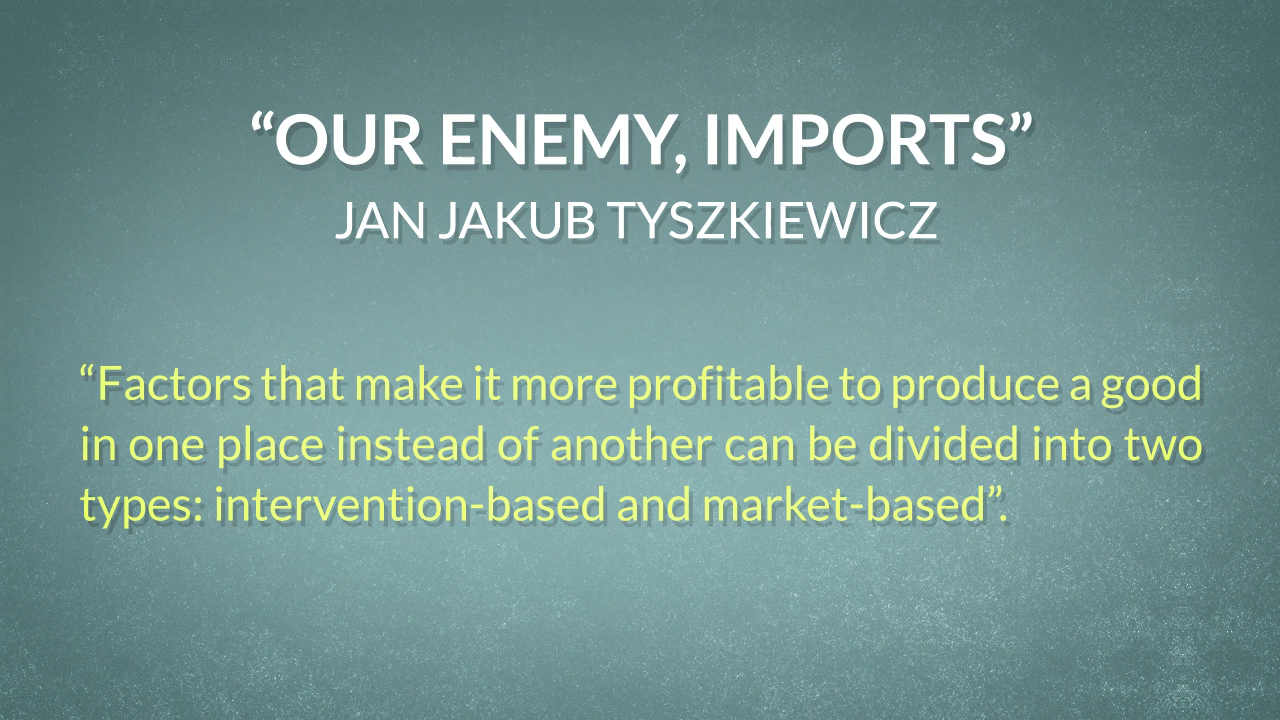 “OUR ENEMY, IMPORTS”
JAN JAKUB TYSZKIEWICZ
“Factors that make it more profitable to produce a good
in one place instead of another can be divided into two
types: intervention-based and market-based”.